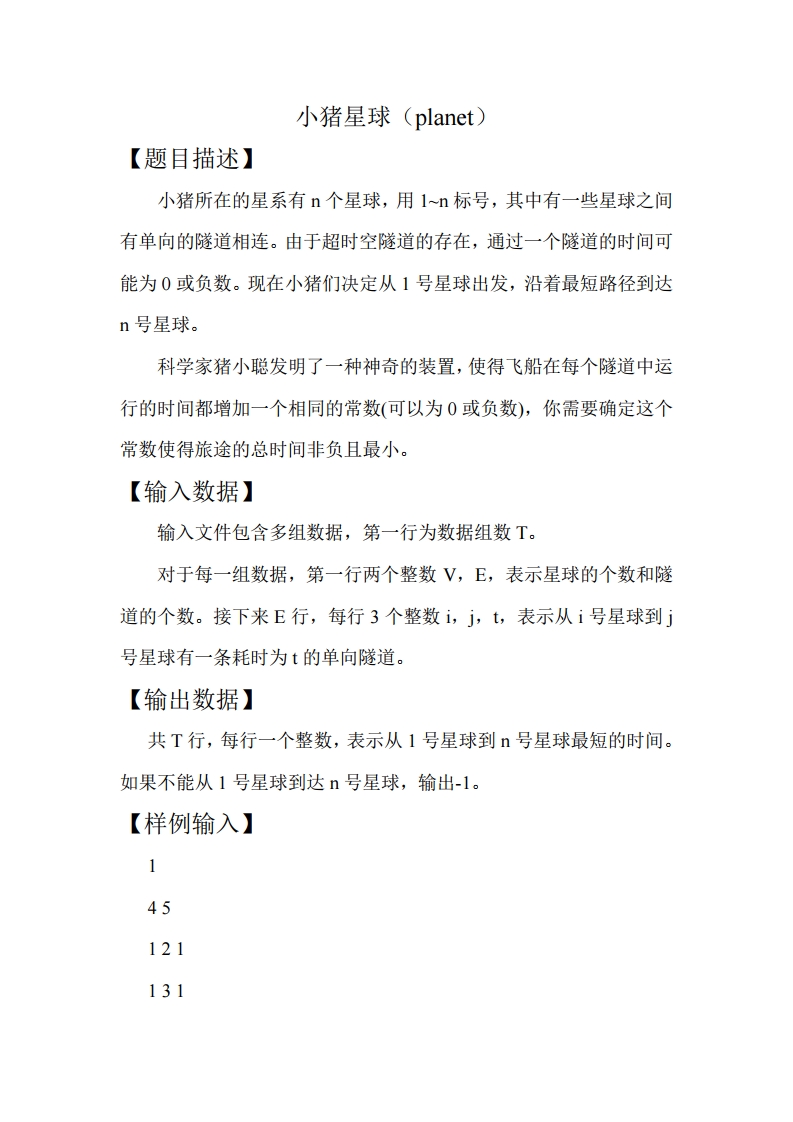 小猪星球（planet）
【题目描述】
小猪所在的星系有 n 个星球，用 1~n 标号，其中有一些星球之间
有单向的隧道相连。由于超时空隧道的存在，通过一个隧道的时间可
能为 0 或负数。现在小猪们决定从 1 号星球出发，沿着最短路径到达
n 号星球。
科学家猪小聪发明了一种神奇的装置，使得飞船在每个隧道中运
行的时间都增加一个相同的常数(可以为 0 或负数)，你需要确定这个
常数使得旅途的总时间非负且最小。
【输入数据】
输入文件包含多组数据，第一行为数据组数 T。
对于每一组数据，第一行两个整数 V，E，表示星球的个数和隧
道的个数。接下来 E 行，每行 3 个整数 i，j，t，表示从 i 号星球到 j
号星球有一条耗时为 t 的单向隧道。
【输出数据】
共 T 行，每行一个整数，表示从 1 号星球到 n 号星球最短的时间。
如果不能从 1 号星球到达 n 号星球，输出-1。
【样例输入】
1
4 5
1 2 1
1 3 1